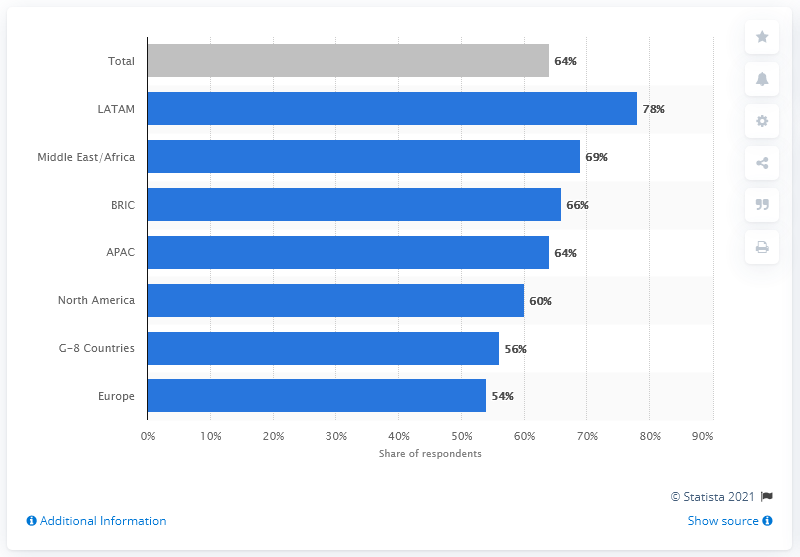 Total 64%
LATAM 78%
Middle East/Africa 69%
BRIC 66%
APAC 64%
North America 60%
G-8 Countries 56%
Europe 54%
0% 10% 20% 30% 40% 50% 60% 70% 80% 90%
Share of respondents
© Statista 2021
Additional Information Show source